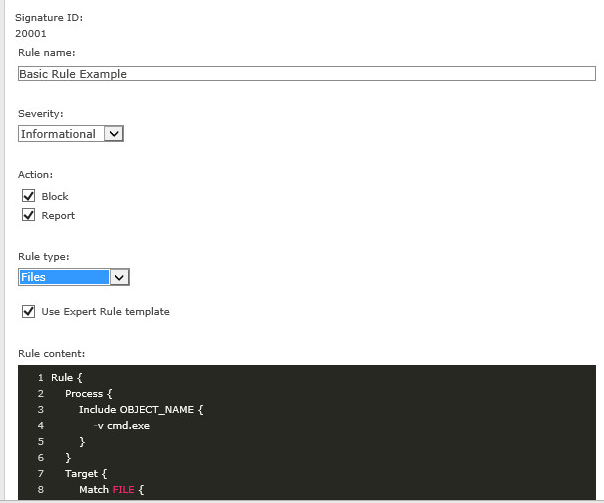 Signature ID:
20001
Rule name:
Basic Rule Example
Severity:
Informational
Action:
Block
Report
Rule type:
Files
Use Expert Rule template
Rule content:
1 Rule {
2 Process {
3 Include OBJECT_NAME {
4 -v cmd.exe
5 }
6 }
7 Target {
8 Match FILE {